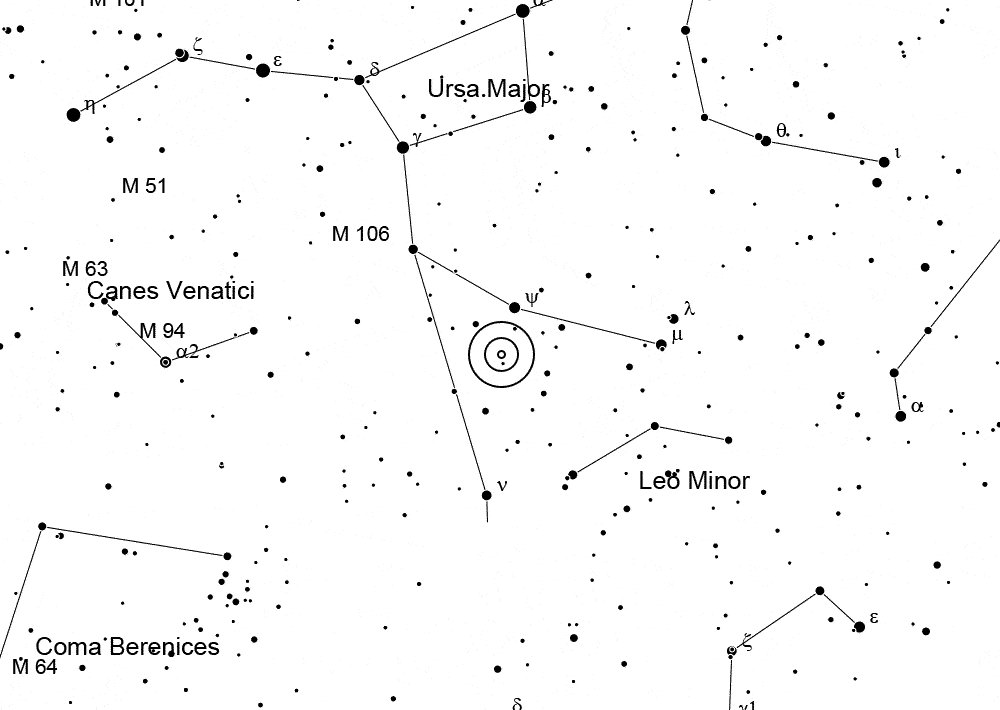 M 101
α
ζ
ε
δ
Ursa Major
β
η
γ
θ
ι
M 51
M 106
M 63
Canes Venatici
ψ
λ
M 94
α2
μ
α
ν
Leo Minor
ε
ζ
Coma Berenices
M 64
δ
γ1